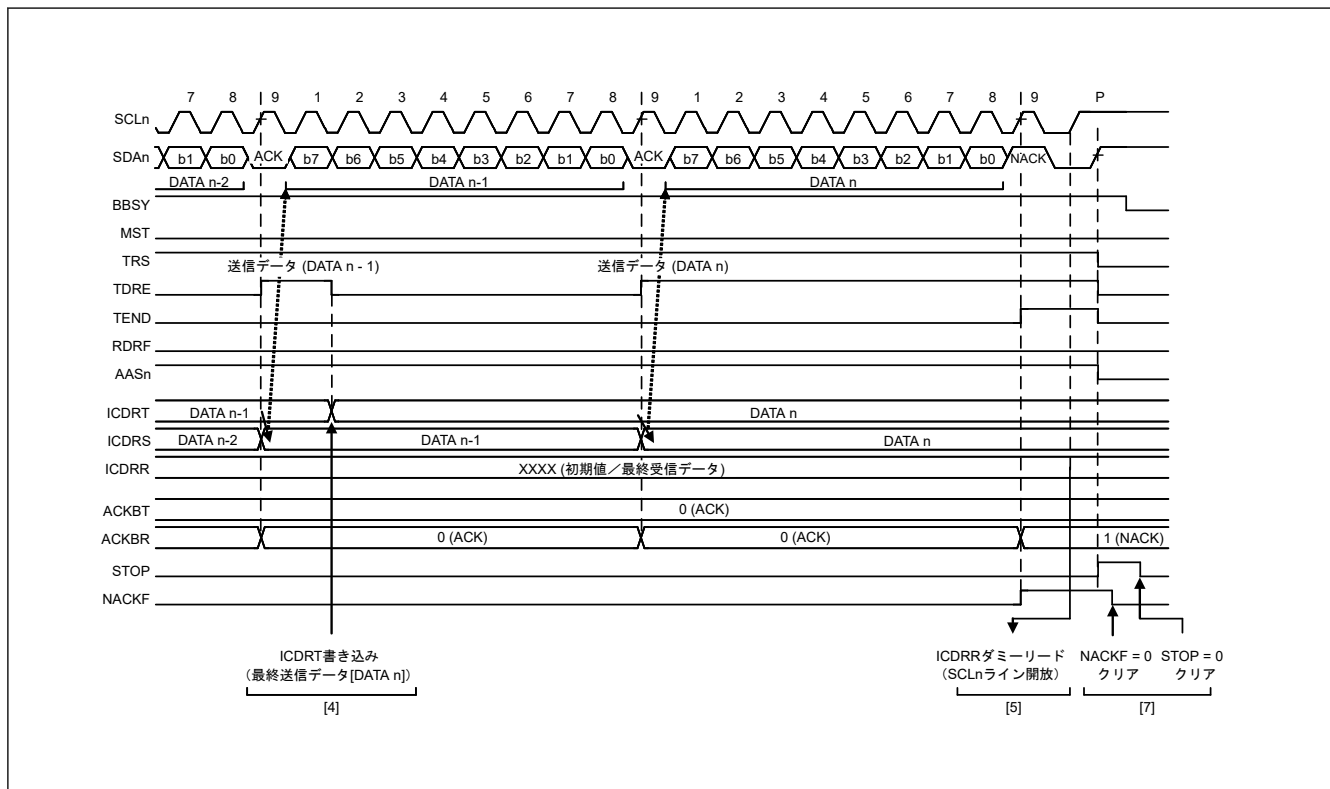 7 8 9 1 2 3 4 5 6 7 8 9 1 2 3 4 5 6 7 8 9 P
SCLn
SDAn b1 b0 ACK b7 b6 b5 b4 b3 b2 b1 b0 ACK b7 b6 b5 b4 b3 b2 b1 b0 NACK
DATA n-2 DATA n-1 DATA n
BBSY
MST
TRS
送信データ (DATA n - 1) 送信データ (DATA n)
TDRE
TEND
RDRF
AASn
ICDRT DATA n-1 DATA n
ICDRS DATA n-2 DATA n-1 DATA n
ICDRR XXXX (初期値／最終受信データ)
ACKBT 0 (ACK)
ACKBR 0 (ACK) 0 (ACK) 1 (NACK)
STOP
NACKF
ICDRT書き込み
（最終送信データ[DATA n]）
[4]
ICDRRダミーリード
（SCLnライン開放）
[5]
NACKF = 0
クリア
STOP = 0
クリア
[7]